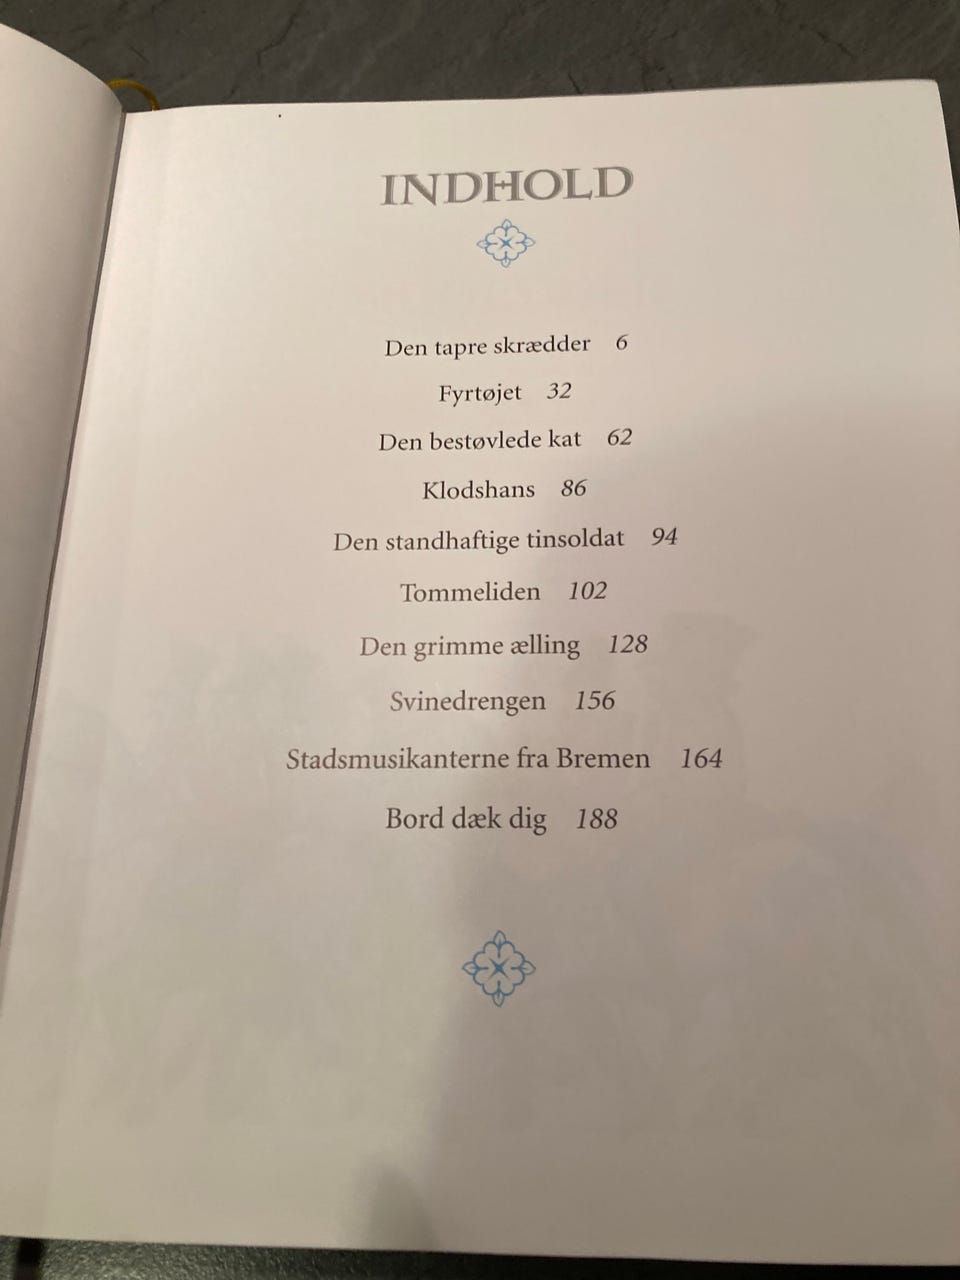 INDHOLD
Den tapre skrædder 6
Fyrtøjet 32
Den bestøvlede kat 62
Klodshans 86
Den standhaftige tinsoldat 94
Tommeliden 102
Den grimme ælling 128
Svinedrengen 156
Stadsmusikanterne fra Bremen 164
Bord dæk dig 188